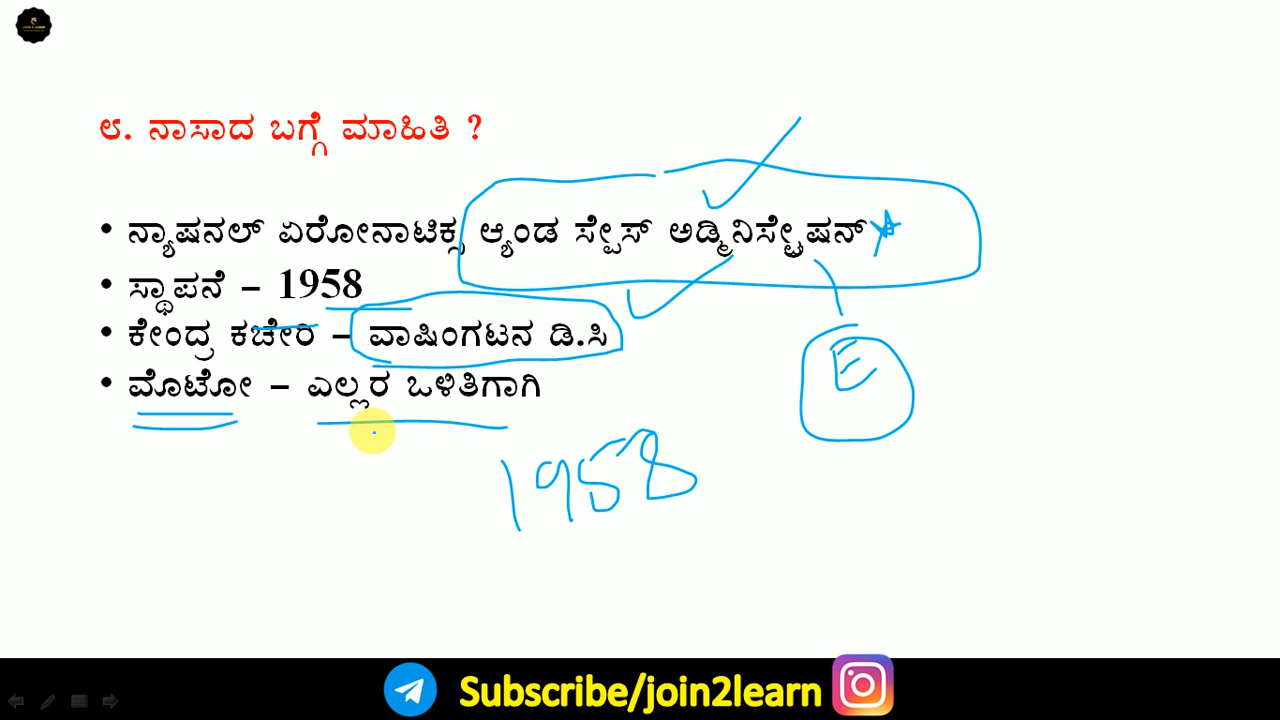 ೮. ನಾಸಾದ ಬಗ್ಗೆ ಮಾಹಿತಿ ?
• ನ್ಯಾಷನಲ್ ಏರೋನಾಟಿಕ್ಸ ಆ್ಯಂಡ ಸ್ಪೇಸ್ ಅಡ್ಮಿನಿಸ್ಟ್ರೇಷನ್
• ಸ್ಥಾಪನೆ – 1958
• ಕೇಂದ್ರ ಕಚೇರಿ – ವಾಷಿಂಗಟನ ಡಿ.ಸಿ
• ಮೊಟೋ – ಎಲ್ಲರ ಒಳಿತಿಗಾಗಿ
E
1958
Subscribe/join2learn